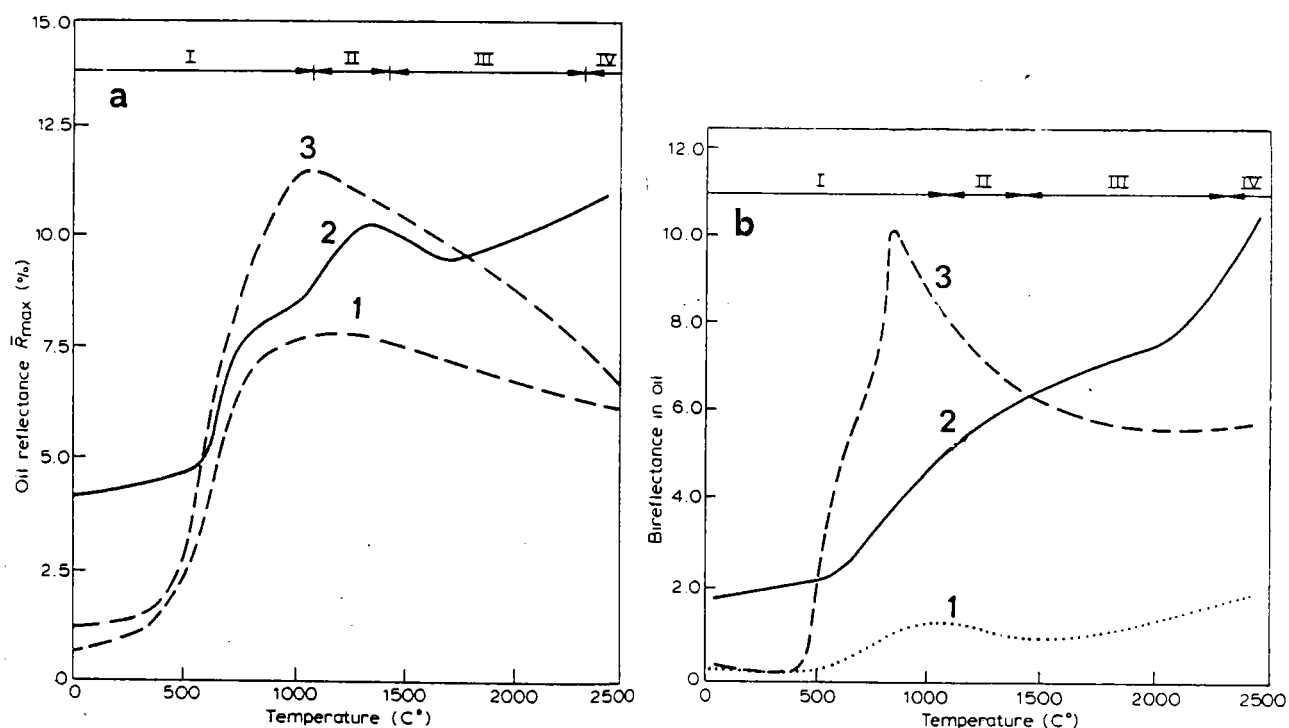 a
I II III IV
15.0
12.5
10.0
7.5
5.0
2.5
0
Oil reflectance R̄max (%)
3
2
1
0 500 1000 1500 2000 2500
Temperature (C°)
b
I II III IV
12.0
10.0
8.0
6.0
4.0
2.0
0
Bireflectance in oil
3
2
1
0 500 1000 1500 2000 2500
Temperature (C°)